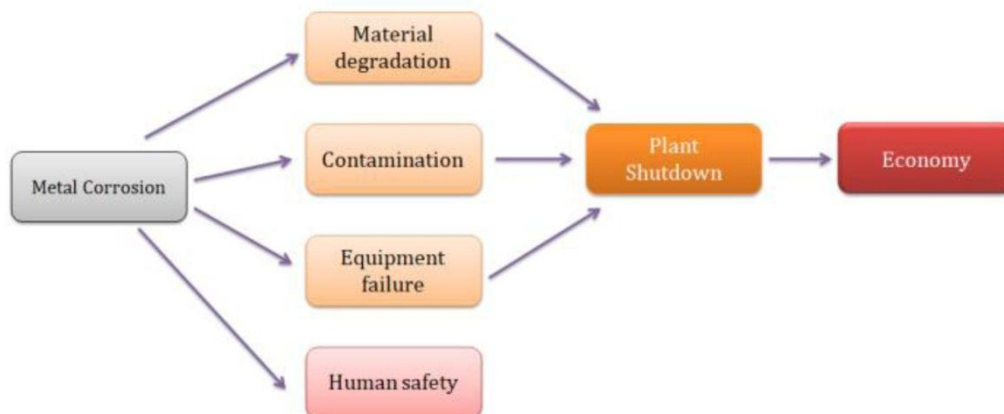 Material
degradation
Contamination
Metal Corrosion
Equipment
failure
Human safety
Plant
Shutdown
Economy